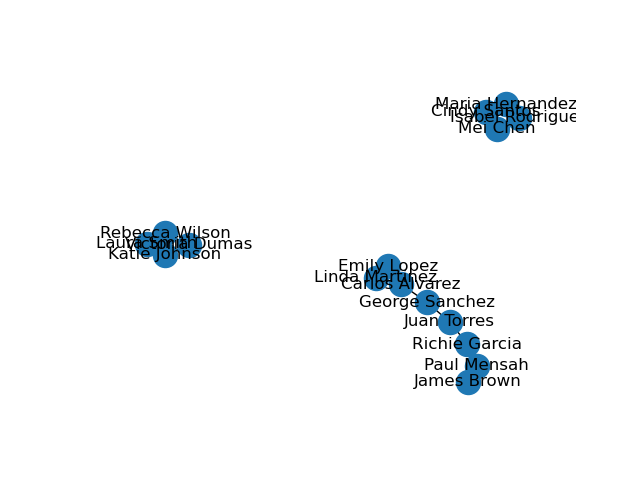 Maria Hernandez
Cindy Santos
Isabel Rodrigue
Mei Chen
Rebecca Wilson
Laura Smith
Victoria Dumas
Katie Johnson
Emily Lopez
Linda Martinez
Carlos Alvarez
George Sanchez
Juan Torres
Richie Garcia
Paul Mensah
James Brown